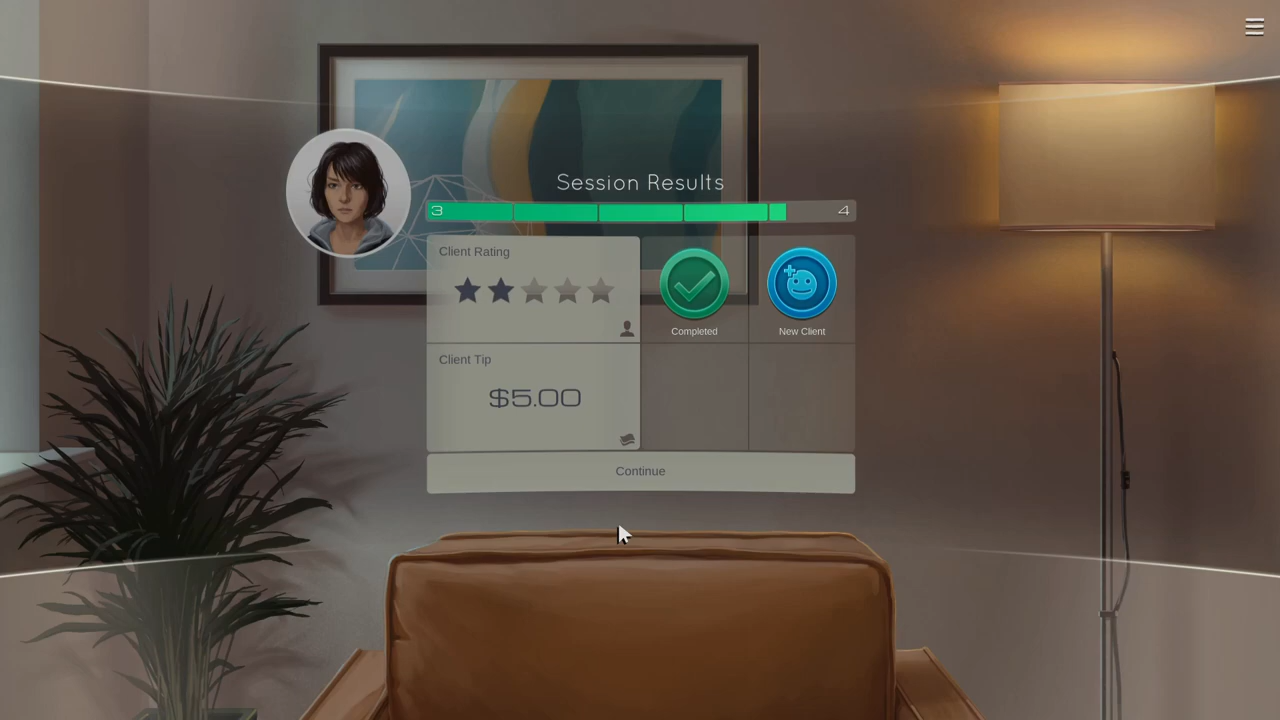 Session Results
3
4
Client Rating
Completed
New Client
Client Tip
$5.00
Continue